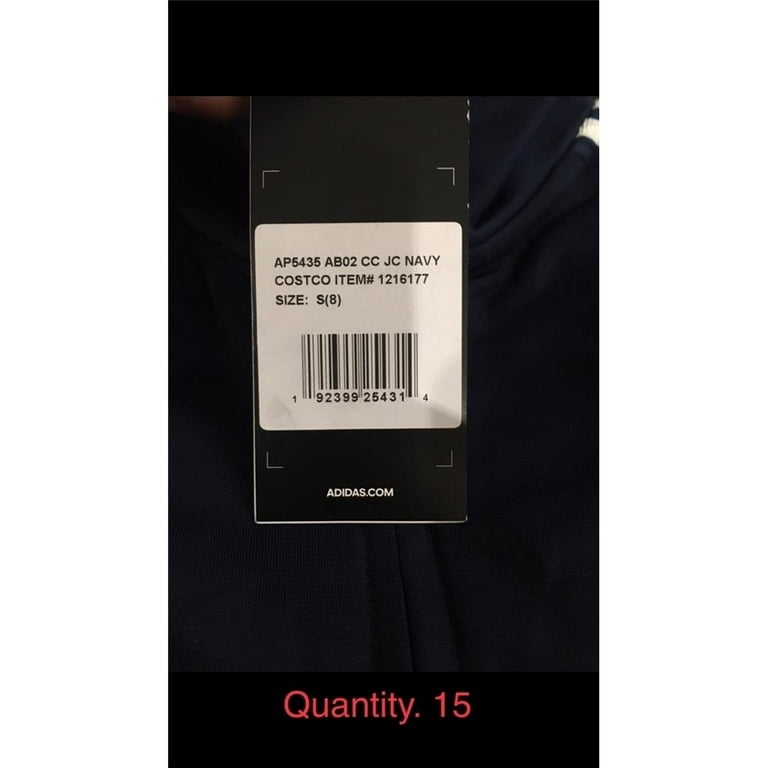 AP5435 AB02 CC JC NAVY
COSTCO ITEM# 1216177
SIZE: S(8)
1 92399 25431 4
ADIDAS.COM
Quantity. 15